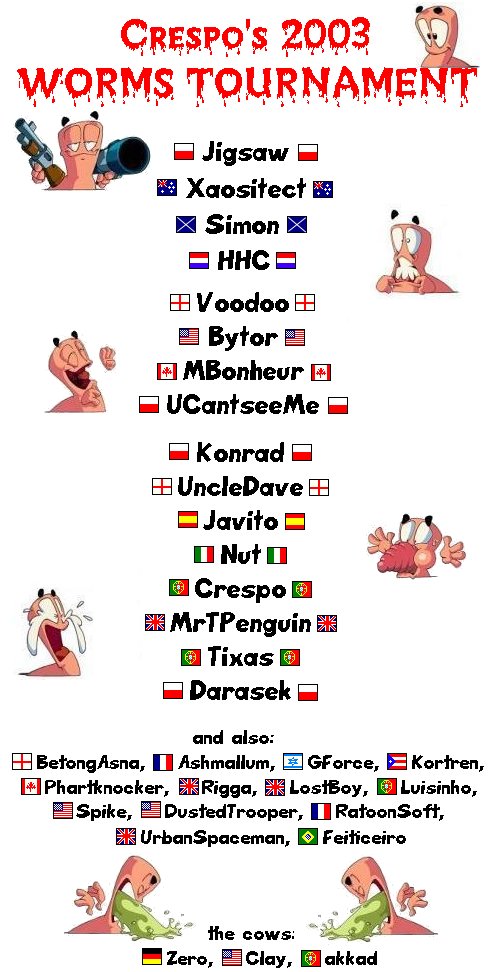 Crespo's 2003
WORMS TOURNAMENT
Jigsaw
Xaositect
Simon
HHC
Voodoo
Bytor
MBonheur
UCantseeMe
Konrad
UncleDave
Javito
Nut
Crespo
MrTPenguin
Tixas
Darasek
and also:
BetongAsna, Ashmallum, GForce, Kortren,
Phartknocker, Rigga, LostBoy, Luisinho,
Spike, DustedTrooper, RatoonSoft,
UrbanSpaceman, Feiticeiro
the cows:
Zero, Clay, akkad